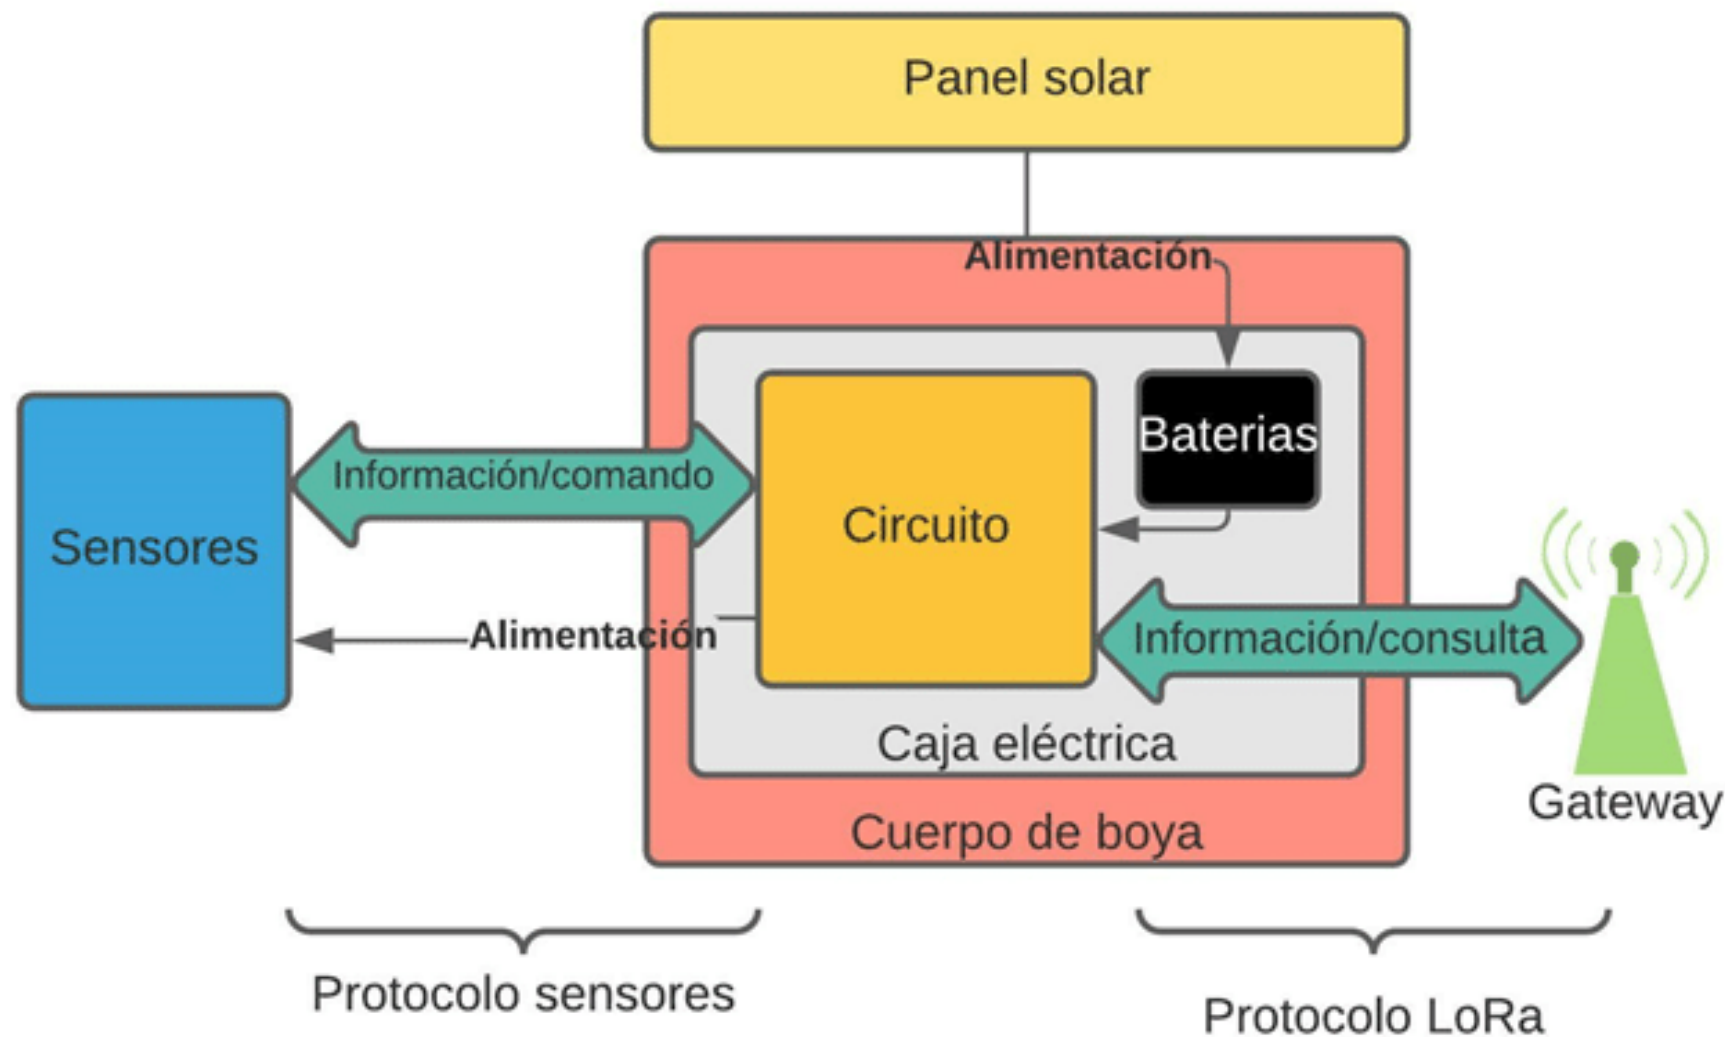 Panel solar
Alimentación
Baterias
Información/comando
Circuito
Sensores
Alimentación
Información/consulta
Caja eléctrica
Gateway
Cuerpo de boya
Protocolo sensores
Protocolo LoRa